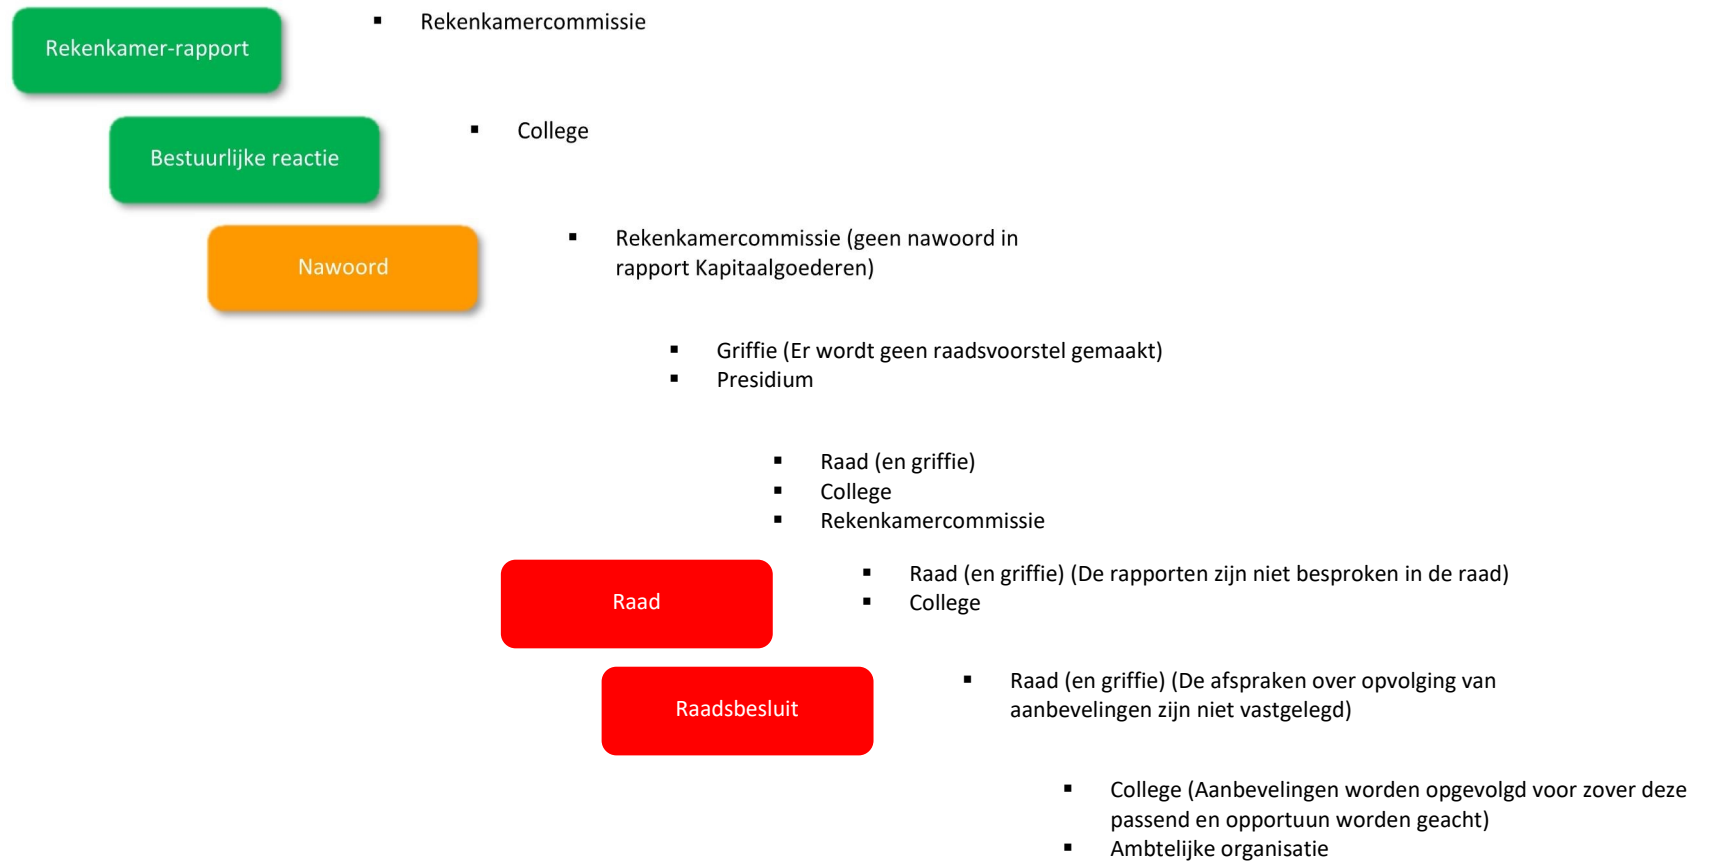 Rekenkamer-rapport
▪ Rekenkamercommissie
Bestuurlijke reactie
▪ College
Nawoord
▪ Rekenkamercommissie (geen nawoord in
rapport Kapitaalgoederen)
▪ Griffie (Er wordt geen raadsvoorstel gemaakt)
▪ Presidium
▪ Raad (en griffie)
▪ College
▪ Rekenkamercommissie
Raad
▪ Raad (en griffie) (De rapporten zijn niet besproken in de raad)
▪ College
Raadsbesluit
▪ Raad (en griffie) (De afspraken over opvolging van
aanbevelingen zijn niet vastgelegd)
▪ College (Aanbevelingen worden opgevolgd voor zover deze
passend en opportuun worden geacht)
▪ Ambtelijke organisatie